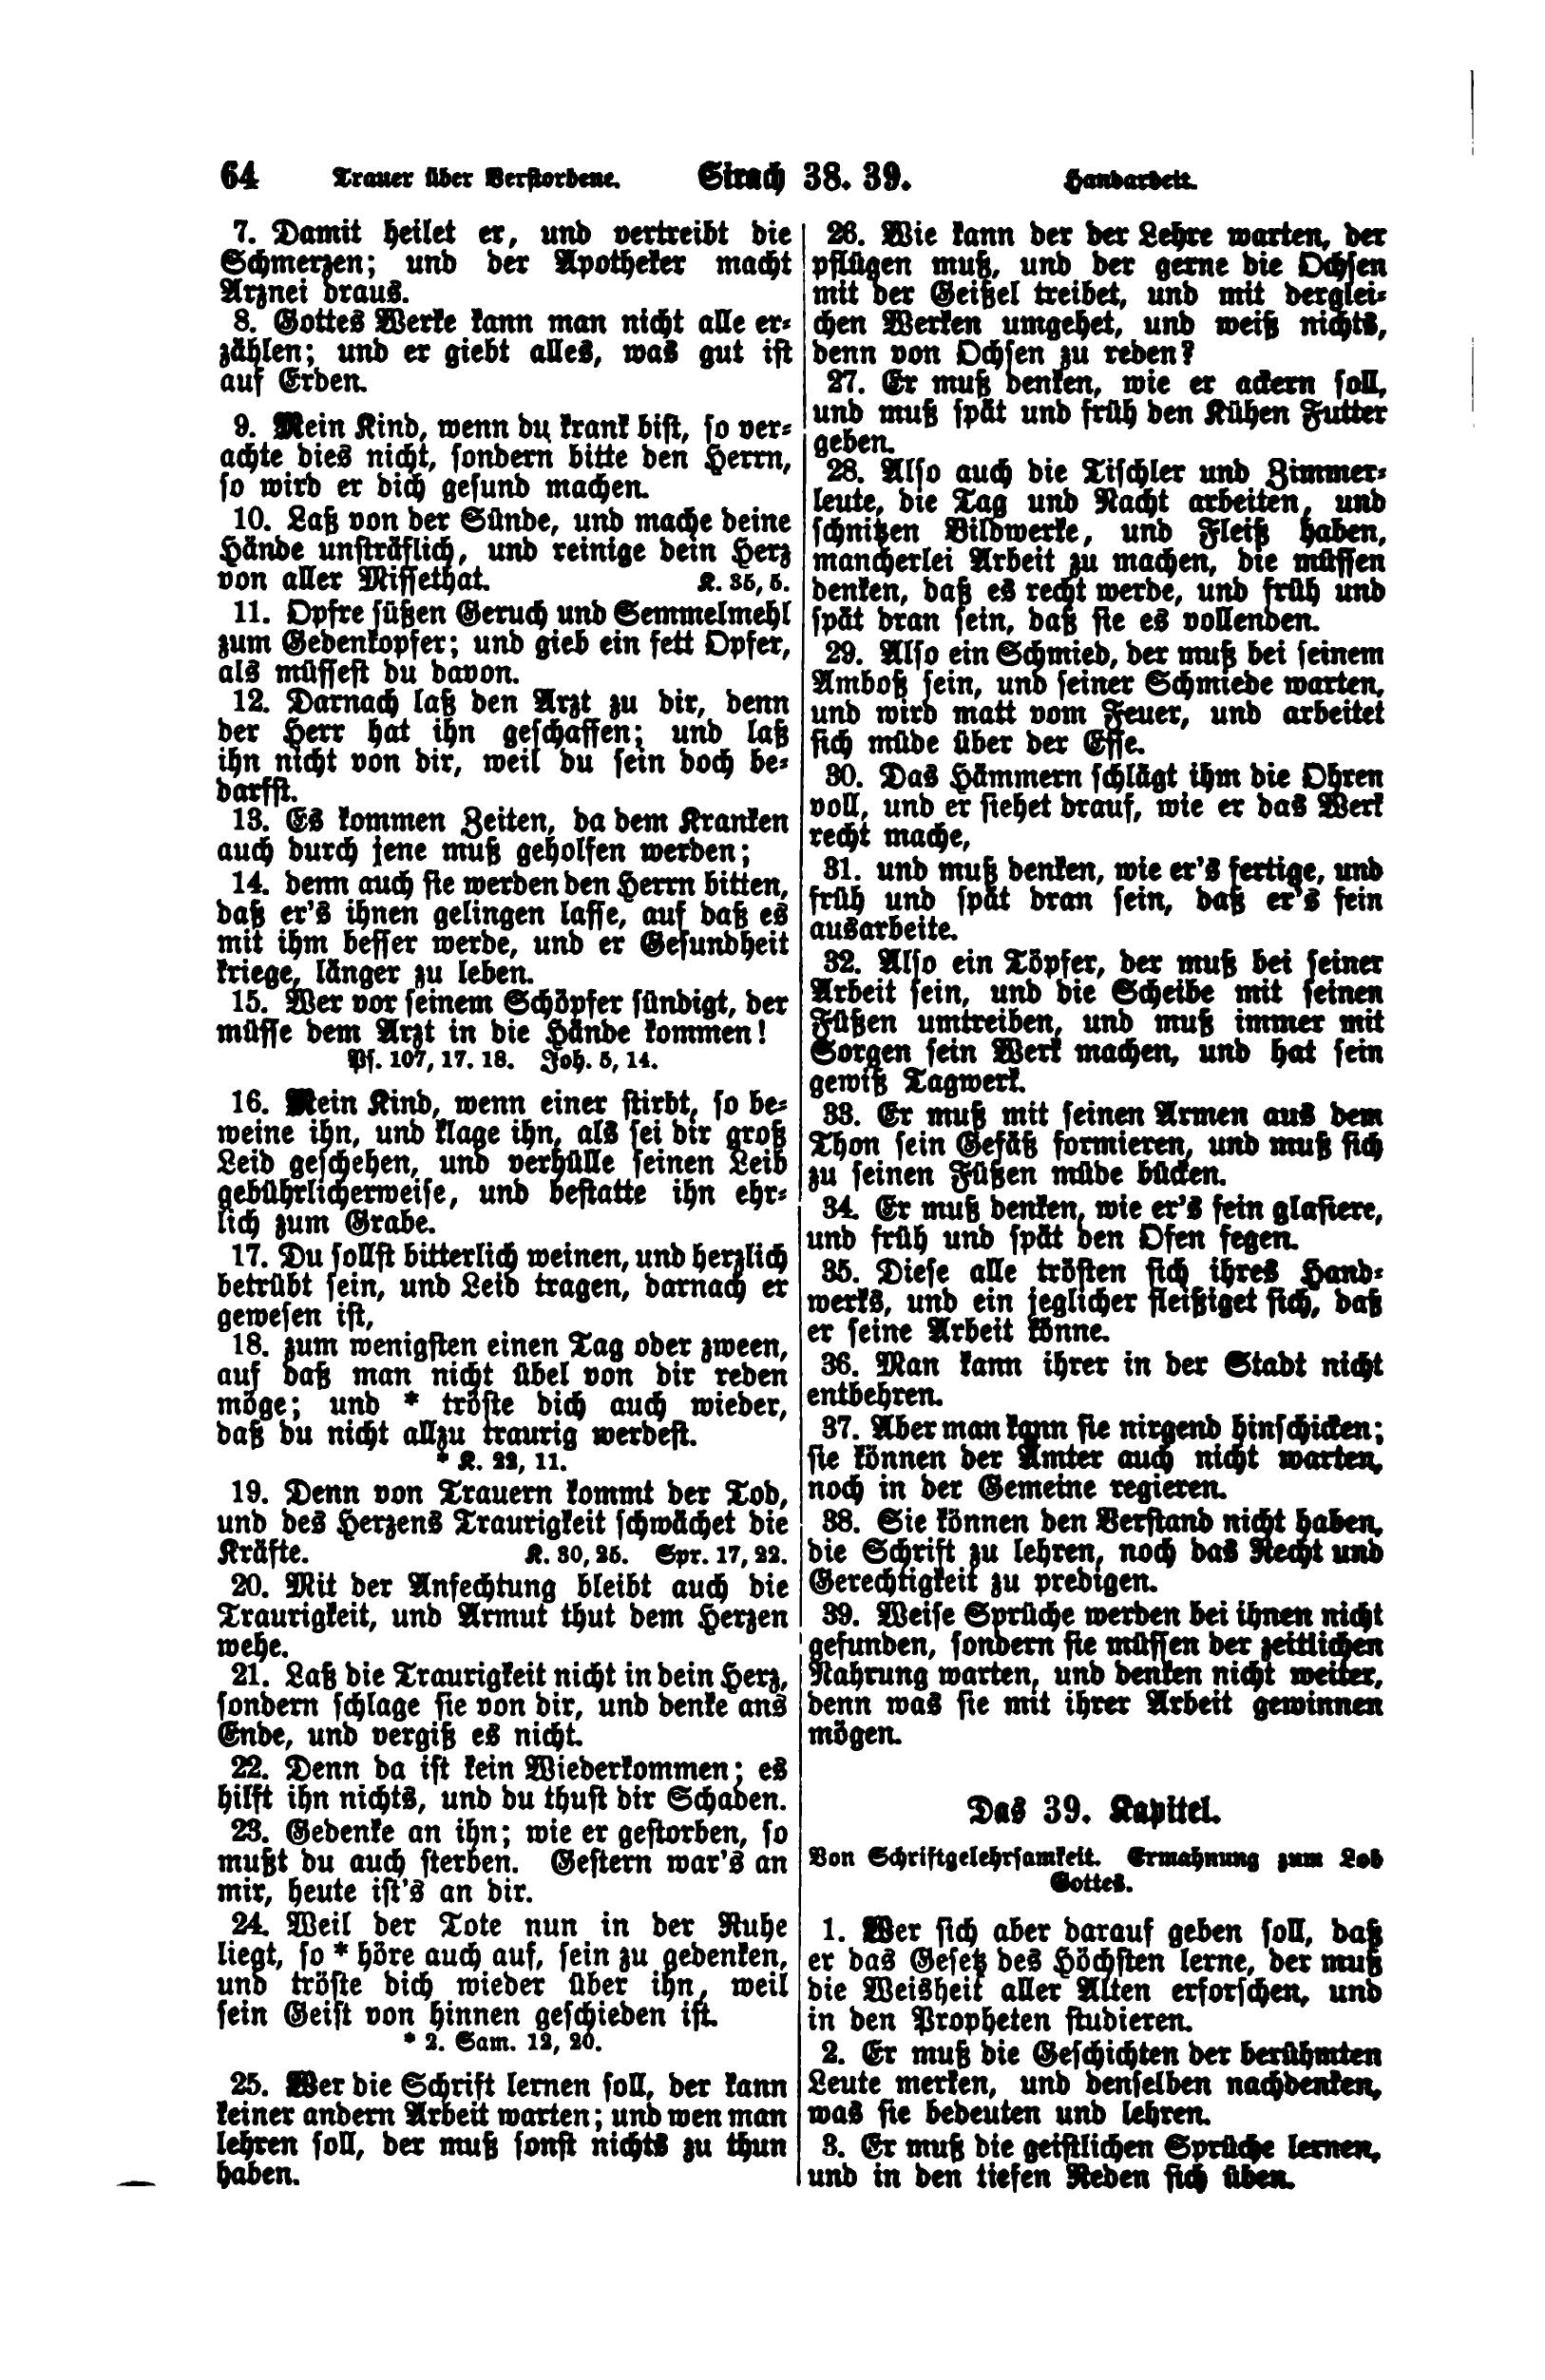 64 Trauer über Verstorbene. Sirach 38. 39. Handarbeit.
7. Damit heilet er, und vertreibt die
Schmerzen; und der Apotheker macht
Arznei draus.
8. Gottes Werke kann man nicht alle er-
zählen; und er giebt alles, was gut ist
auf Erden.
9. Mein Kind, wenn du krank bist, so ver-
achte dies nicht, sondern bitte den Herrn,
so wird er dich gesund machen.
10. Laß von der Sünde, und mache deine
Hände unsträflich, und reinige dein Herz
von aller Missethat. K. 35, 5.
11. Opfre süßen Geruch und Semmelmehl
zum Gedenkopfer; und gieb ein fett Opfer,
als müssest du davon.
12. Darnach laß den Arzt zu dir, denn
der Herr hat ihn geschaffen; und laß
ihn nicht von dir, weil du sein doch be-
darfst.
13. Es kommen Zeiten, da dem Kranken
auch durch jene muß geholfen werden;
14. denn auch sie werden den Herrn bitten,
daß er's ihnen gelingen lasse, auf daß es
mit ihm besser werde, und er Gesundheit
kriege, länger zu leben.
15. Wer vor seinem Schöpfer sündigt, der
müsse dem Arzt in die Hände kommen!
Ps. 107, 17. 18. Joh. 5, 14.
16. Mein Kind, wenn einer stirbt, so be-
weine ihn, und klage ihn, als sei dir groß
Leid geschehen, und verhülle seinen Leib
gebührlicherweise, und bestatte ihn ehr-
lich zum Grabe.
17. Du sollst bitterlich weinen, und herzlich
betrübt sein, und Leid tragen, darnach er
gewesen ist,
18. zum wenigsten einen Tag oder zween,
auf daß man nicht übel von dir reden
möge; und * tröste dich auch wieder,
daß du nicht allzu traurig werdest.
* K. 22, 11.
19. Denn von Trauern kommt der Tod,
und des Herzens Traurigkeit schwächet die
Kräfte. K. 30, 25. Spr. 17, 22.
20. Mit der Anfechtung bleibt auch die
Traurigkeit, und Armut thut dem Herzen
wehe.
21. Laß die Traurigkeit nicht in dein Herz,
sondern schlage sie von dir, und denke ans
Ende, und vergiß es nicht.
22. Denn da ist kein Wiederkommen; es
hilft ihn nichts, und du thust dir Schaden.
23. Gedenke an ihn; wie er gestorben, so
mußt du auch sterben. Gestern war's an
mir, heute ist's an dir.
24. Weil der Tote nun in der Ruhe
liegt, so * höre auch auf, sein zu gedenken,
und tröste dich wieder über ihn, weil
sein Geist von hinnen geschieden ist.
* 2. Sam. 12, 20.
25. Wer die Schrift lernen soll, der kann
keiner andern Arbeit warten; und wen man
lehren soll, der muß sonst nichts zu thun
haben.
26. Wie kann der der Lehre warten, der
pflügen muß, und der gerne die Ochsen
mit der Geißel treibet, und mit derglei-
chen Werken umgehet, und weiß nichts,
denn von Ochsen zu reden?
27. Er muß denken, wie er ackern soll,
und muß spät und früh den Kühen Futter
geben.
28. Also auch die Tischler und Zimmer-
leute, die Tag und Nacht arbeiten, und
schnitzen Bildwerke, und Fleiß haben,
mancherlei Arbeit zu machen, die müssen
denken, daß es recht werde, und früh und
spät dran sein, daß sie es vollenden.
29. Also ein Schmied, der muß bei seinem
Amboß sein, und seiner Schmiede warten,
und wird matt vom Feuer, und arbeitet
sich müde über der Esse.
30. Das Hämmern schlägt ihm die Ohren
voll, und er siehet drauf, wie er das Werk
recht mache,
31. und muß denken, wie er's fertige, und
früh und spät dran sein, daß er's fein
ausarbeite.
32. Also ein Töpfer, der muß bei seiner
Arbeit sein, und die Scheibe mit seinen
Füßen umtreiben, und muß immer mit
Sorgen sein Werk machen, und hat sein
gewiß Tagwerk.
33. Er muß mit seinen Armen aus dem
Thon sein Gefäß formieren, und muß sich
zu seinen Füßen müde bücken.
34. Er muß denken, wie er's fein glasiere,
und früh und spät den Ofen fegen.
35. Diese alle trösten sich ihres Hand-
werks, und ein jeglicher fleißiget sich, daß
er seine Arbeit könne.
36. Man kann ihrer in der Stadt nicht
entbehren.
37. Aber man kann sie nirgend hinschicken;
sie können der Ämter auch nicht warten,
noch in der Gemeine regieren.
38. Sie können den Verstand nicht haben,
die Schrift zu lehren, noch das Recht und
Gerechtigkeit zu predigen.
39. Weise Sprüche werden bei ihnen nicht
gefunden, sondern sie müssen der zeitlichen
Nahrung warten, und denken nicht weiter,
denn was sie mit ihrer Arbeit gewinnen
mögen.
Das 39. Kapitel.
Von Schriftgelehrsamkeit. Ermahnung zum Lob
Gottes.
1. Wer sich aber darauf geben soll, daß
er das Gesetz des Höchsten lerne, der muß
die Weisheit aller Alten erforschen, und
in den Propheten studieren.
2. Er muß die Geschichten der berühmten
Leute merken, und denselben nachdenken,
was sie bedeuten und lehren.
3. Er muß die geistlichen Sprüche lernen,
und in den tiefen Reden sich üben.